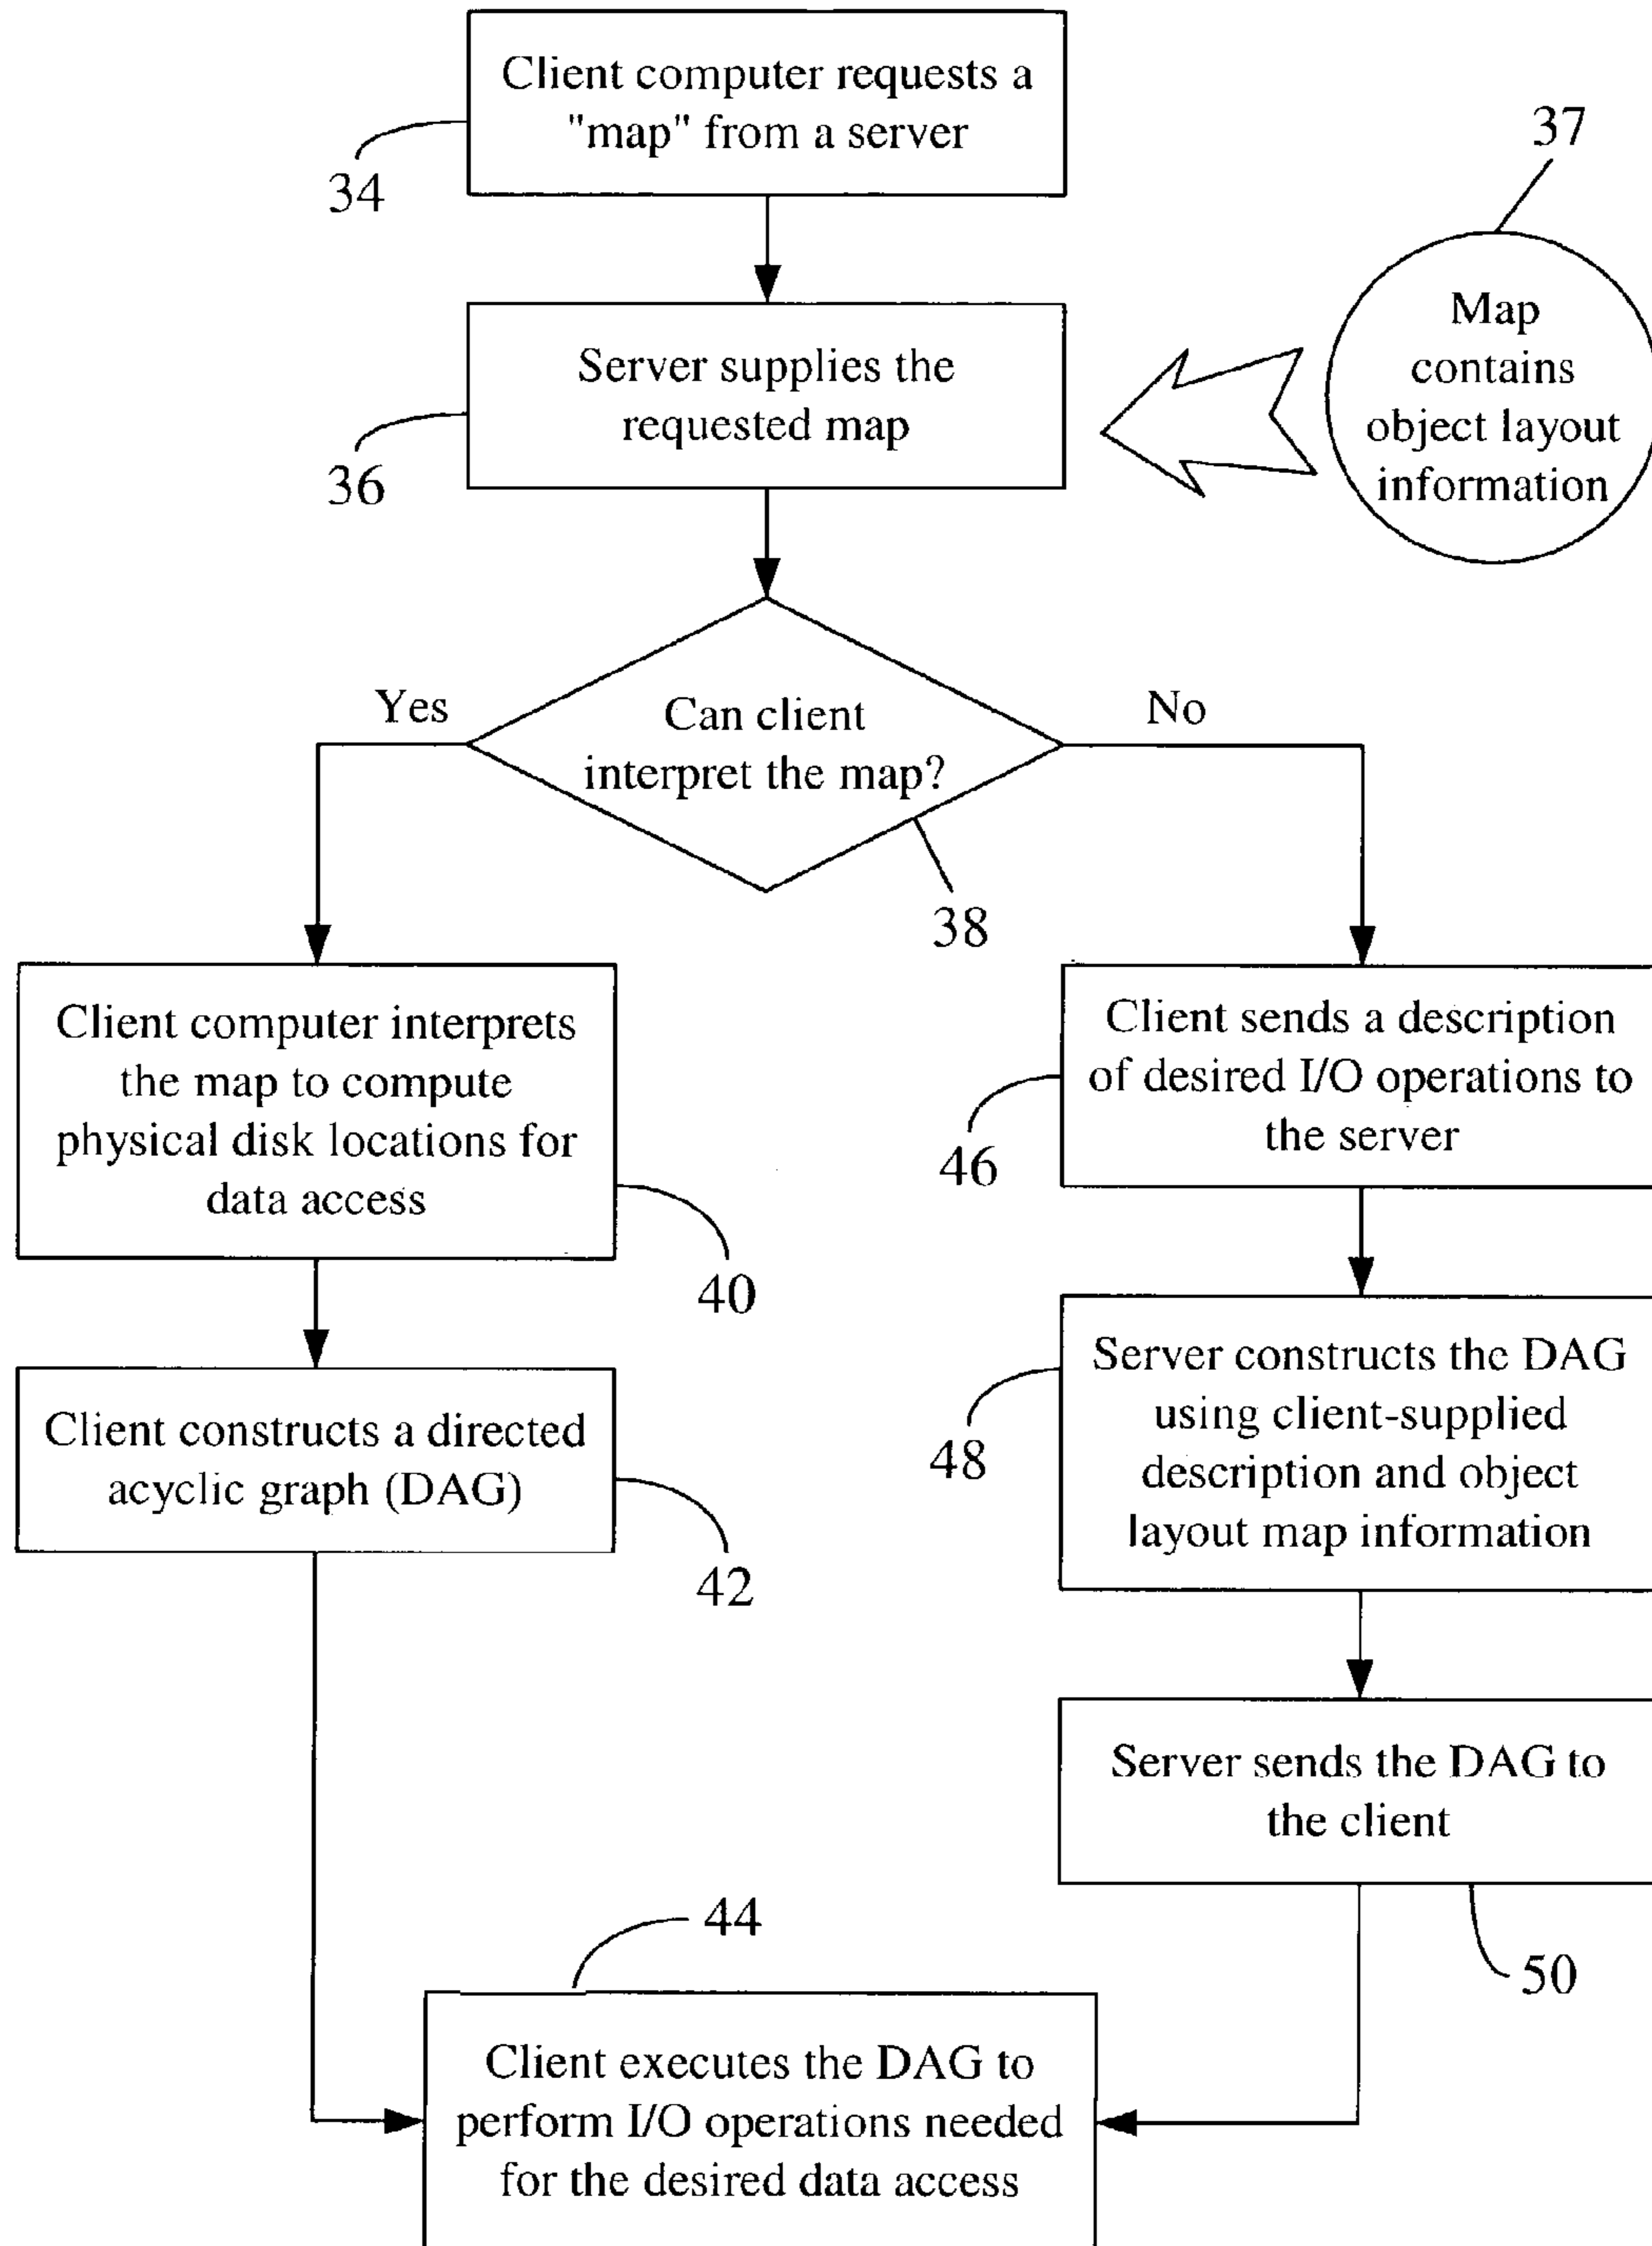 Client computer requests a
"map" from a server
34
37
Map
contains
object layout
information
Server supplies the
requested map
36
Yes
Can client
interpret the map?
No
38
Client computer interprets
the map to compute
physical disk locations for
data access
40
Client sends a description
of desired I/O operations to
the server
46
Client constructs a directed
acyclic graph (DAG)
42
Server constructs the DAG
using client-supplied
description and object
layout map information
48
Server sends the DAG to
the client
50
44
Client executes the DAG to
perform I/O operations needed
for the desired data access